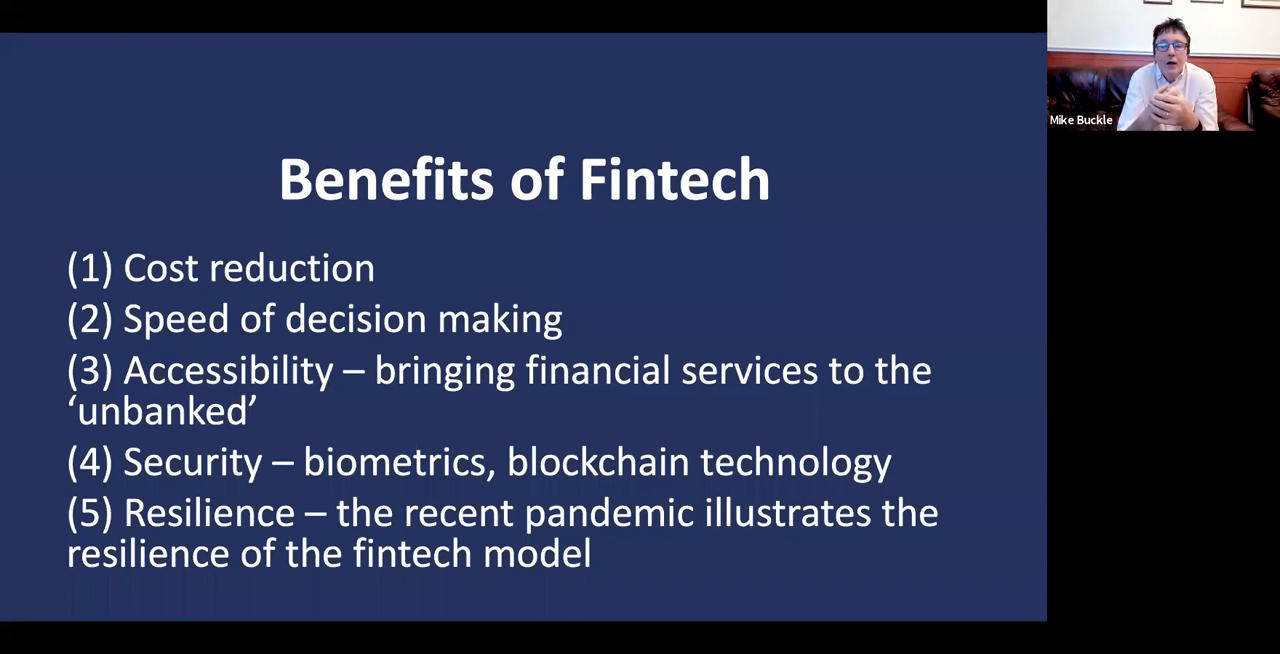 Benefits of Fintech
(1) Cost reduction
(2) Speed of decision making
(3) Accessibility – bringing financial services to the
‘unbanked’
(4) Security – biometrics, blockchain technology
(5) Resilience – the recent pandemic illustrates the
resilience of the fintech model
Mike Buckle